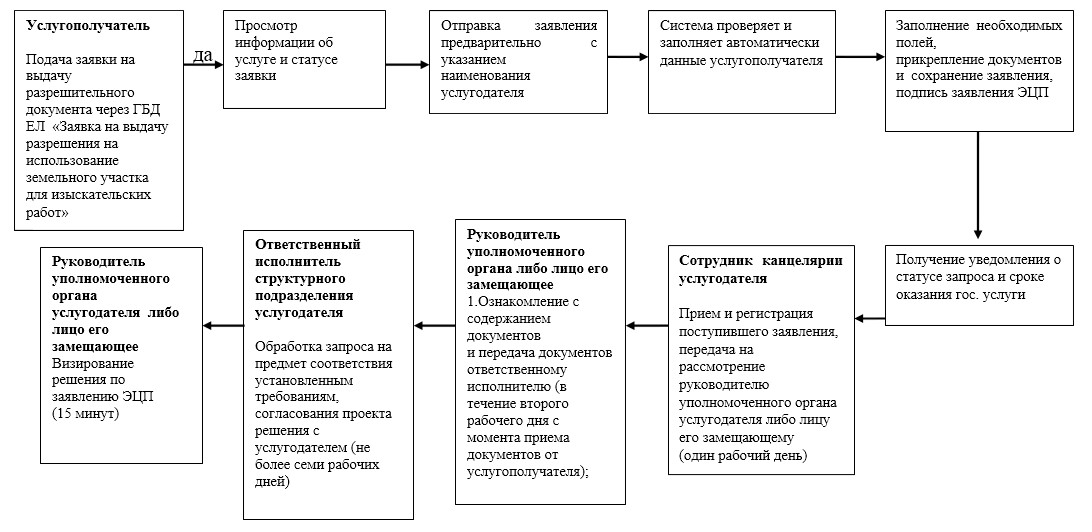 Услугополучатель
Подача заявки на
выдачу
разрешительного
документа через ГБД
ЕЛ «Заявка на выдачу
разрешения на
использование
земельного участка
для изыскательских
работ»
да
Просмотр
информации об
услуге и статусе
заявки
Отправка заявления
предварительно с
указанием
наименования
услугодателя
Система проверяет и
заполняет автоматически
данные услугополучателя
Заполнение необходимых
полей,
прикрепление документов
и сохранение заявления,
подпись заявления ЭЦП
Получение уведомления о
статусе запроса и сроке
оказания гос. услуги
Сотрудник канцелярии
услугодателя
Прием и регистрация
поступившего заявления,
передача на
рассмотрение
руководителю
уполномоченного органа
услугодателя либо лицу
его замещающему
(один рабочий день)
Руководитель
уполномоченного
органа либо лицо его
замещающее
1.Ознакомление с
содержанием
документов
и передача документов
ответственному
исполнителю (в
течение второго
рабочего дня с
момента приема
документов от
услугополучателя);
Ответственный
исполнитель
структурного
подразделения
услугодателя
Обработка запроса на
предмет соответствия
установленным
требованиям,
согласования проекта
решения с
услугодателем (не
более семи рабочих
дней)
Руководитель
уполномоченного
органа
услугодателя либо
лицо его
замещающее
Визирование
решения по
заявлению ЭЦП
(15 минут)